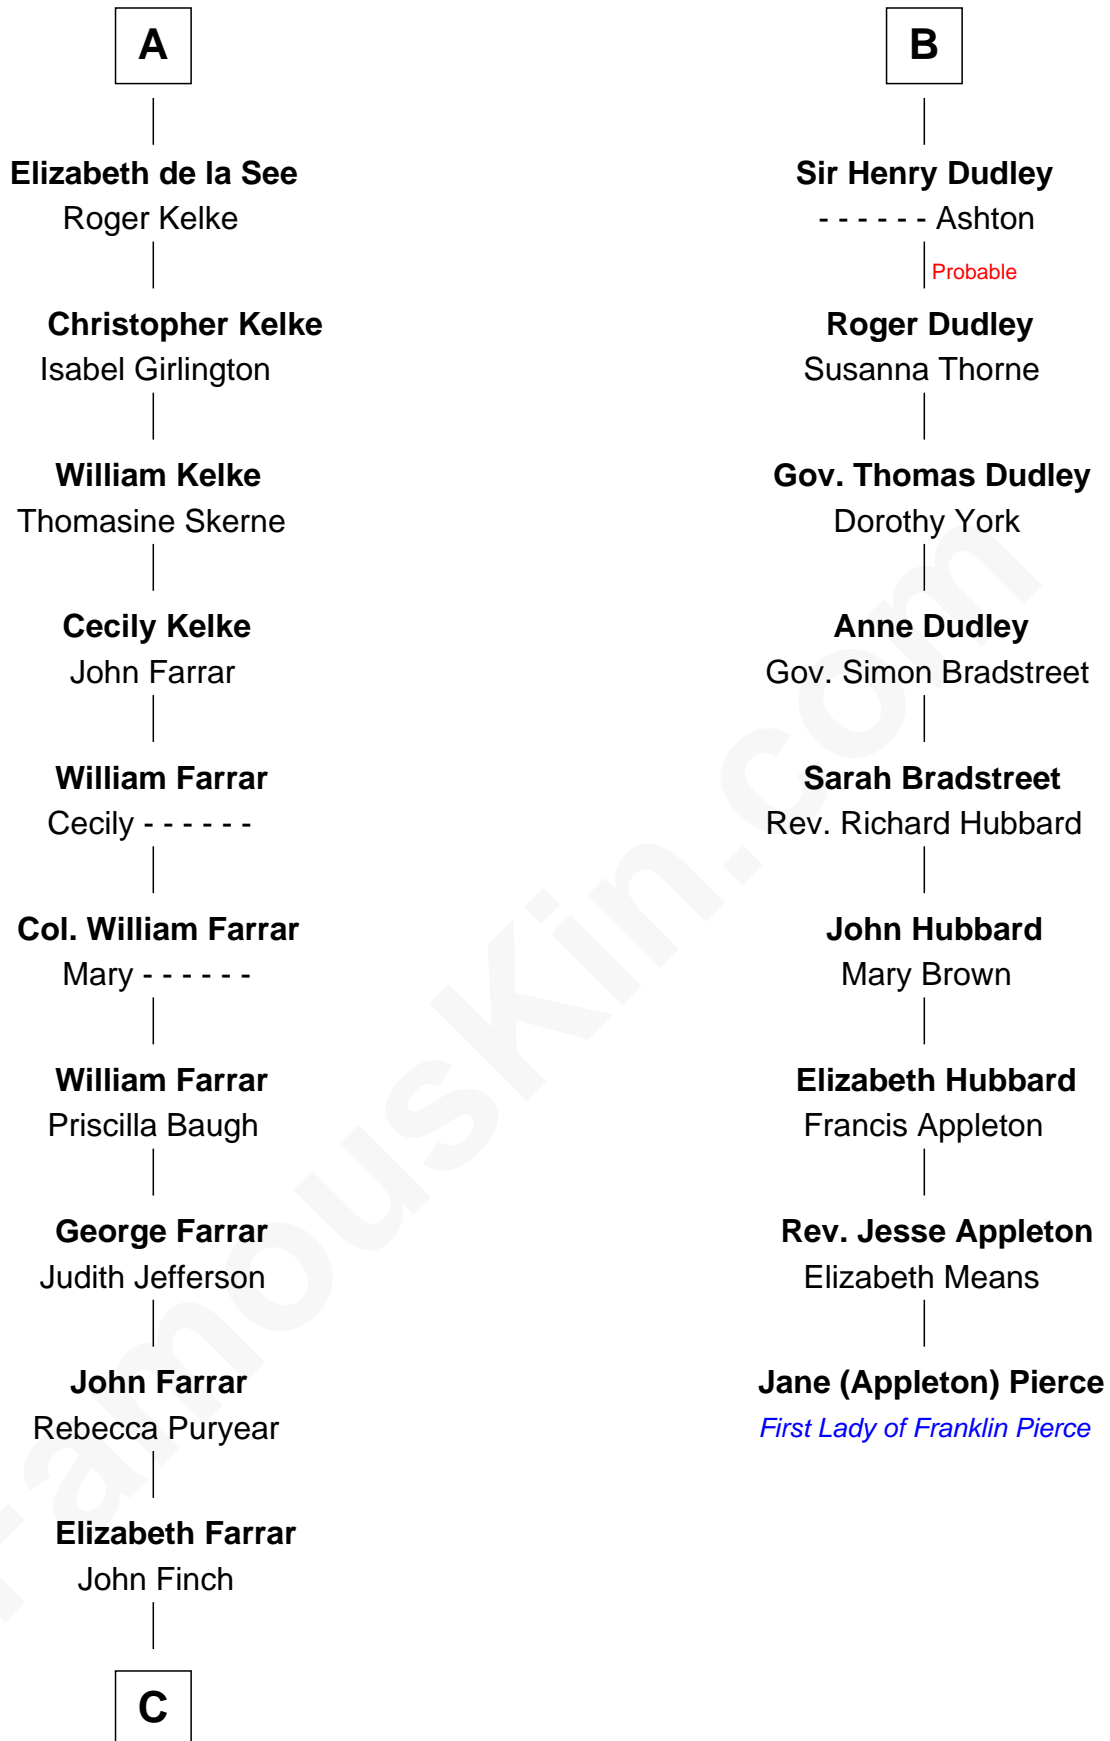 A
Elizabeth de la See
Roger Kelke
Christopher Kelke
Isabel Girlington
William Kelke
Thomasine Skerne
Cecily Kelke
John Farrar
William Farrar
Cecily - - - - - -
Col. William Farrar
Mary - - - - - -
William Farrar
Priscilla Baugh
George Farrar
Judith Jefferson
John Farrar
Rebecca Puryear
Elizabeth Farrar
John Finch
C
B
Sir Henry Dudley
- - - - - - Ashton
Probable
Roger Dudley
Susanna Thorne
Gov. Thomas Dudley
Dorothy York
Anne Dudley
Gov. Simon Bradstreet
Sarah Bradstreet
Rev. Richard Hubbard
John Hubbard
Mary Brown
Elizabeth Hubbard
Francis Appleton
Rev. Jesse Appleton
Elizabeth Means
Jane (Appleton) Pierce
First Lady of Franklin Pierce
FamousKin.com